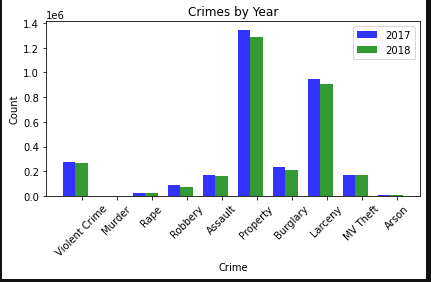 Crimes by Year
1e6
1.4
1.2
1.0
0.8
0.6
0.4
0.2
0.0
Count
2017
2018
Violent Crime
Murder
Rape
Robbery
Assault
Property
Burglary
Larceny
MV Theft
Arson
Crime